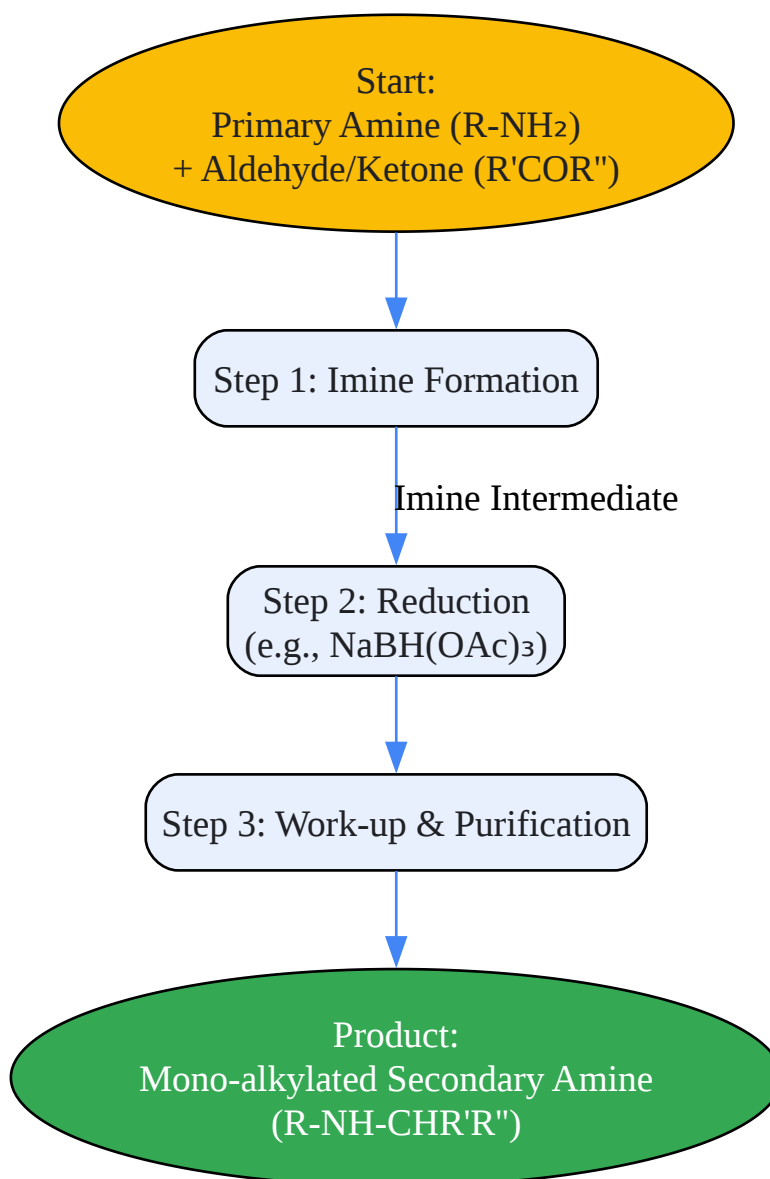 Start:
Primary Amine (R-NH₂)
+ Aldehyde/Ketone (R'COR")
Step 1: Imine Formation
Imine Intermediate
Step 2: Reduction
(e.g., NaBH(OAc)₃)
Step 3: Work-up & Purification
Product:
Mono-alkylated Secondary Amine
(R-NH-CHR'R")